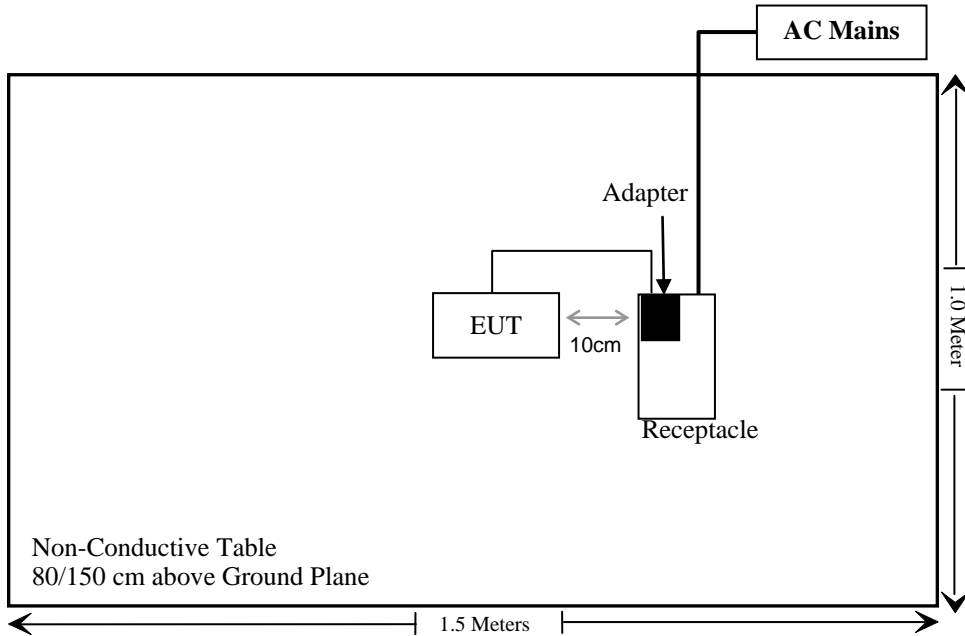 AC Mains
Adapter
EUT
10cm
1.0 Meter
Receptacle
Non-Conductive Table
80/150 cm above Ground Plane
1.5 Meters